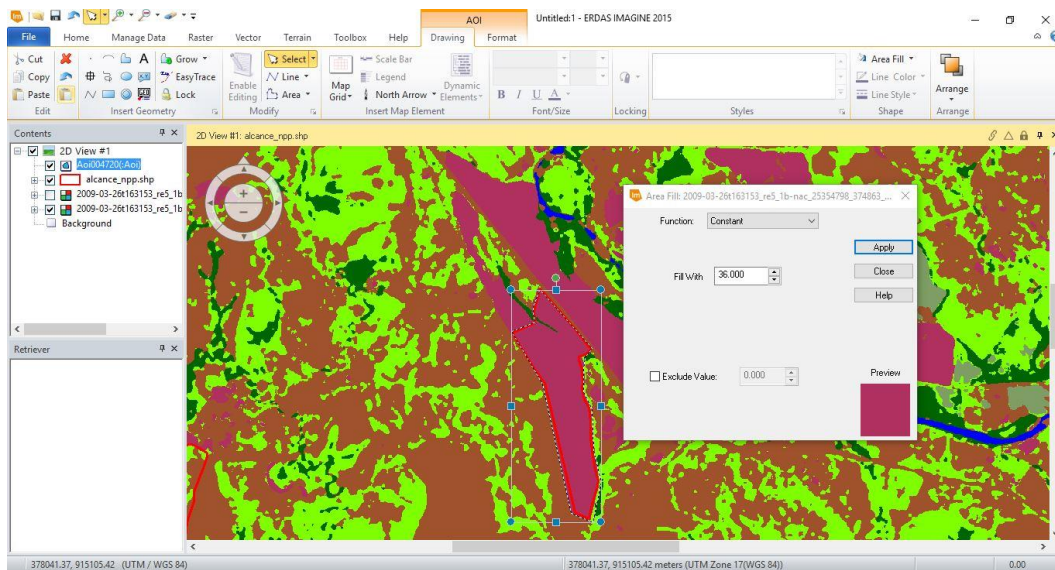 AOI
Untitled:1 - ERDAS IMAGINE 2015
File Home Manage Data Raster Vector Terrain Toolbox Help Drawing Format
Cut
Copy
Paste
Edit
A
Grow
EasyTrace
Lock
Insert Geometry
Enable Editing
Select
Line
Area
Modify
Map Grid
Scale Bar
Legend
North Arrow
Dynamic Elements
Insert Map Element
B I U A
Font/Size
Locking
Styles
Area Fill
Line Color
Line Style
Shape
Arrange
Arrange
Contents
2D View #1
Aoi004720(:Aoi)
alcance_npp.shp
2009-03-26t163153_re5_1b
2009-03-26t163153_re5_1b
Background
Retriever
2D View #1: alcance_npp.shp
Area Fill: 2009-03-26t163153_re5_1b-nac_25354798_374863_...
Function: Constant
Apply
Fill With 36.000
Close
Help
Exclude Value: 0.000
Preview
378041.37, 915105.42 (UTM / WGS 84)
378041.37, 915105.42 meters (UTM Zone 17(WGS 84))
0.00